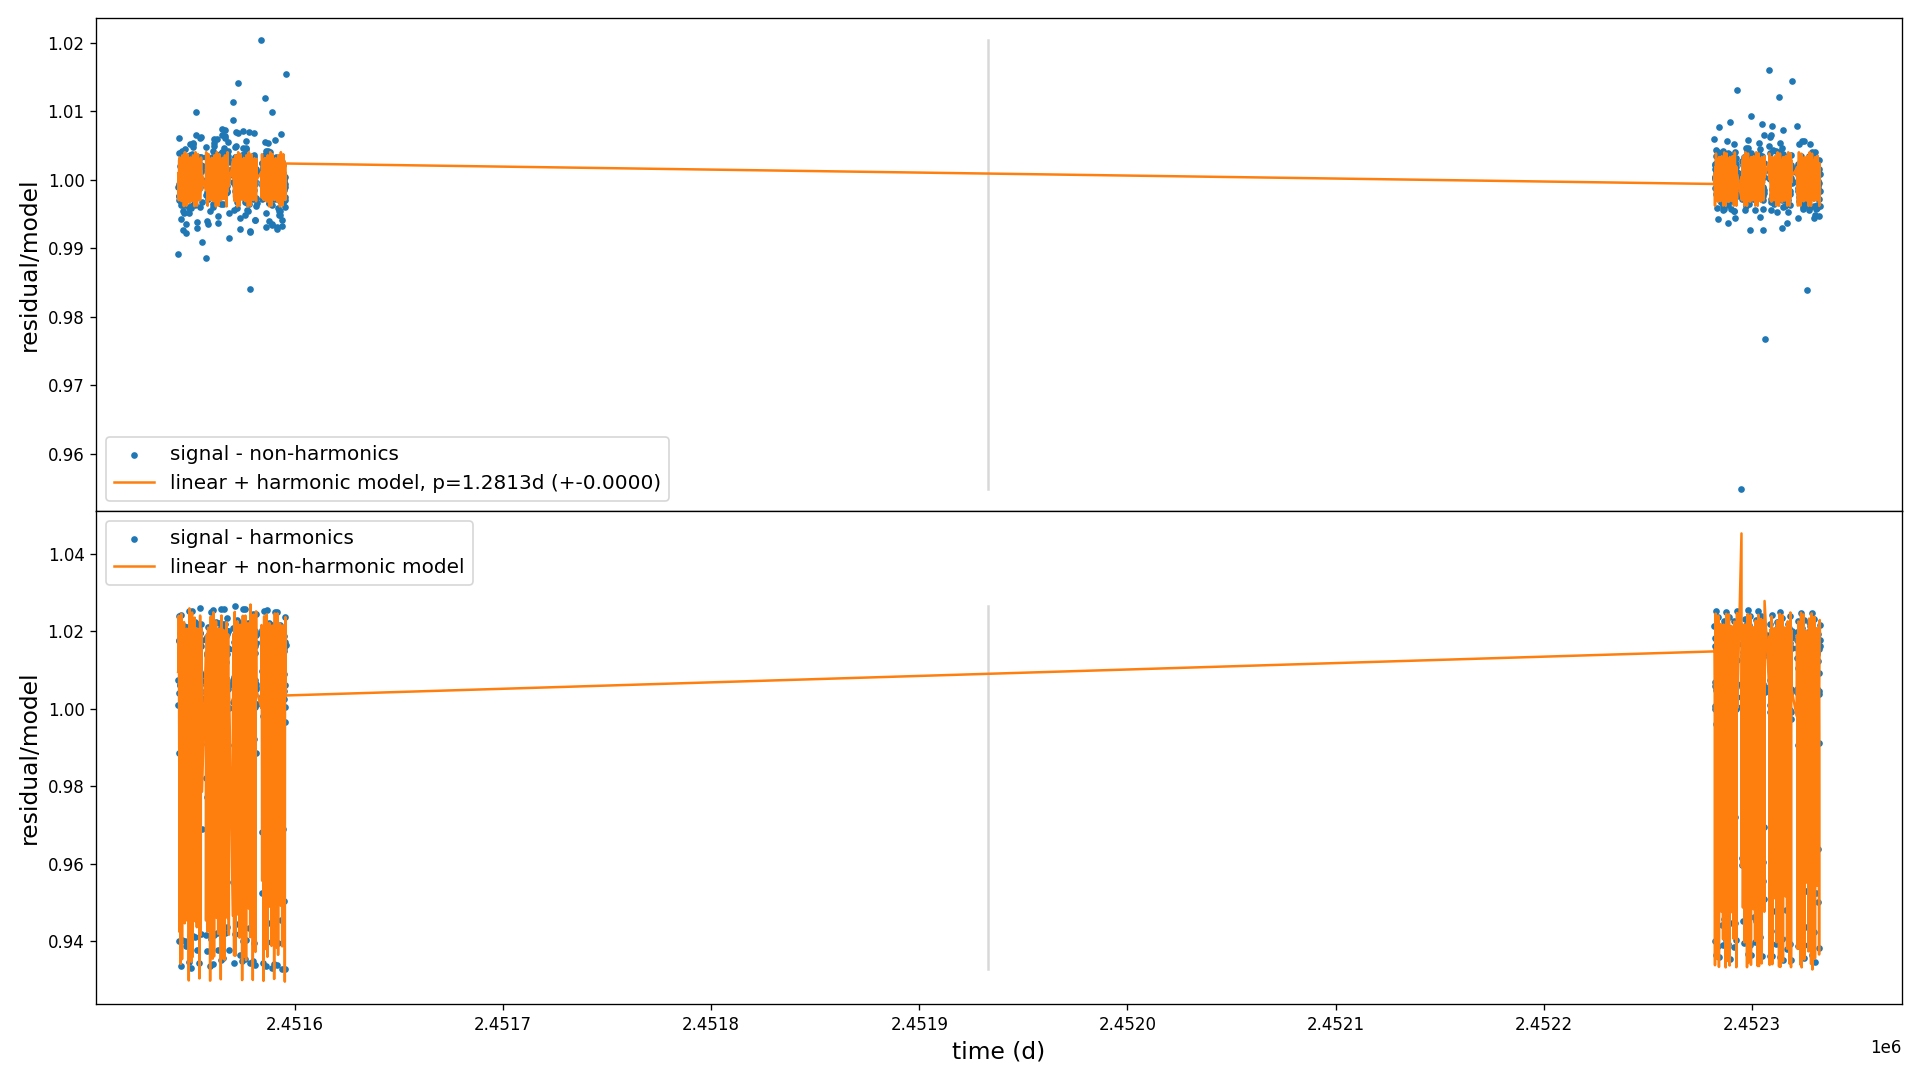 1.02
1.01
1.00
0.99
0.98
0.97
0.96
residual/model
signal - non-harmonics
linear + harmonic model, p=1.2813d (+-0.0000)
signal - harmonics
linear + non-harmonic model
1.04
1.02
1.00
0.98
0.96
0.94
residual/model
2.4516 2.4517 2.4518 2.4519 2.4520 2.4521 2.4522 2.4523
1e6
time (d)